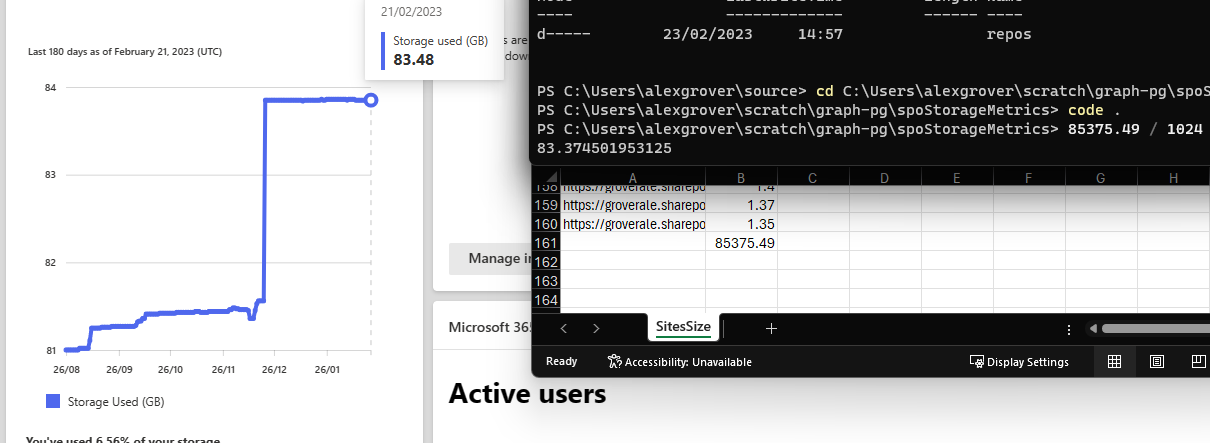 21/02/2023
Storage used (GB)
83.48
Last 180 days as of February 21, 2023 (UTC)
84
83
82
81
26/08
26/09
26/10
26/11
26/12
26/01
Storage Used (GB)
You've used 6.56% of your storage
s are
dow
Manage in
Microsoft 365
Active users
---- ------------- ------ ----
d----- 23/02/2023 14:57 repos
PS C:\Users\alexgrover\source> cd C:\Users\alexgrover\scratch\graph-pg\spoS
PS C:\Users\alexgrover\scratch\graph-pg\spoStorageMetrics> code .
PS C:\Users\alexgrover\scratch\graph-pg\spoStorageMetrics> 85375.49 / 1024
83.374501953125
A B C D E F G H
158 https://groverale.sharepo 1.4
159 https://groverale.sharepo 1.37
160 https://groverale.sharepo 1.35
161 85375.49
162
163
164
SitesSize
Ready
Accessibility: Unavailable
Display Settings